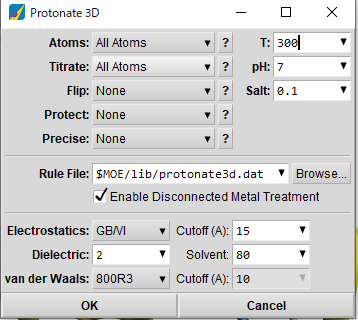 Protonate 3D
Atoms: All Atoms ? T: 300
Titrate: All Atoms ? pH: 7
Flip: None ? Salt: 0.1
Protect: None ?
Precise: None ?
Rule File: $MOE/lib/protonate3d.dat Browse...
Enable Disconnected Metal Treatment
Electrostatics: GB/VI Cutoff (A): 15
Dielectric: 2 Solvent: 80
van der Waals: 800R3 Cutoff (A): 10
OK Cancel